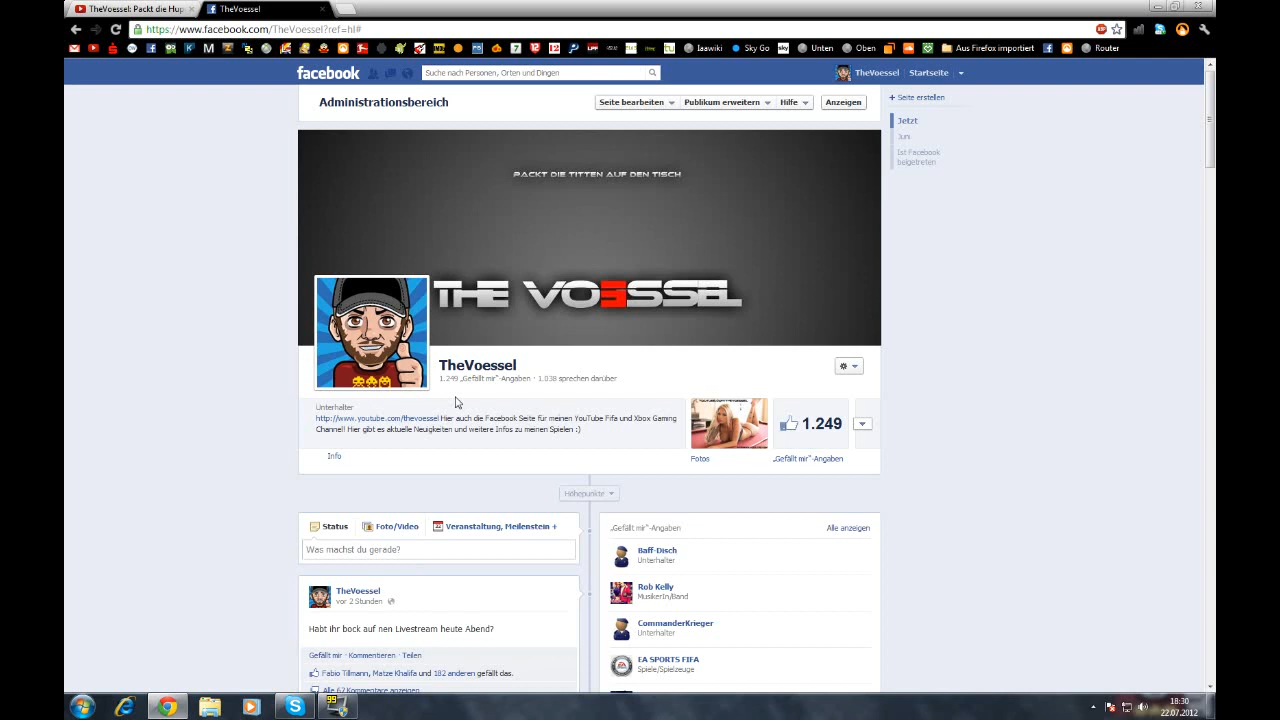 TheVoessel: Packt die Hup
TheVoessel
https://www.facebook.com/TheVoessel?ref=hl#
laawiki
Sky Go
sky
Unten
Oben
Aus Firefox importiert
Router
facebook
Suche nach Personen, Orten und Dingen
TheVoessel
Startseite
Administrationsbereich
Seite bearbeiten
Publikum erweitern
Hilfe
Anzeigen
+ Seite erstellen
Jetzt
Juni
Ist Facebook
beigetreten
PACKT DIE TITTEN AUF DEN TISCH
THE VOESSEL
TheVoessel
1.249 „Gefällt mir“-Angaben · 1.038 sprechen darüber
Unterhalter
http://www.youtube.com/thevoessel Hier auch die Facebook Seite für meinen YouTube Fifa und Xbox Gaming
Channel! Hier gibt es aktuelle Neuigkeiten und weitere Infos zu meinen Spielen :)
Info
1.249
Fotos
„Gefällt mir“-Angaben
Höhepunkte
Status
Foto/Video
Veranstaltung, Meilenstein +
Was machst du gerade?
TheVoessel
vor 2 Stunden
Habt ihr bock auf nen Livestream heute Abend?
Gefällt mir · Kommentieren · Teilen
Fabio Tillmann, Matze Khalifa und 182 anderen gefällt das.
Alle 67 Kommentare anzeigen
„Gefällt mir“-Angaben
Alle anzeigen
Baff-Disch
Unterhalter
Rob Kelly
MusikerIn/Band
CommanderKrieger
Unterhalter
EA SPORTS FIFA
Spiele/Spielzeuge
99
18:30
22.07.2012